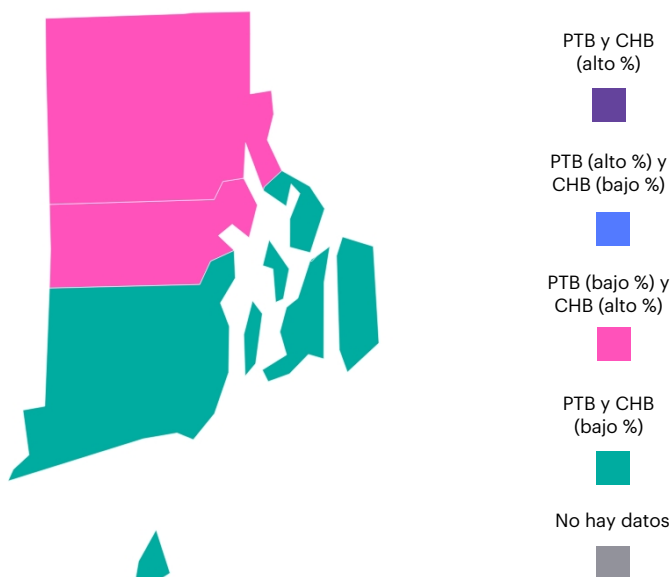 PTB y CHB
(alto %)
PTB (alto %) y
CHB (bajo %)
PTB (bajo %) y
CHB (alto %)
PTB y CHB
(bajo %)
No hay datos